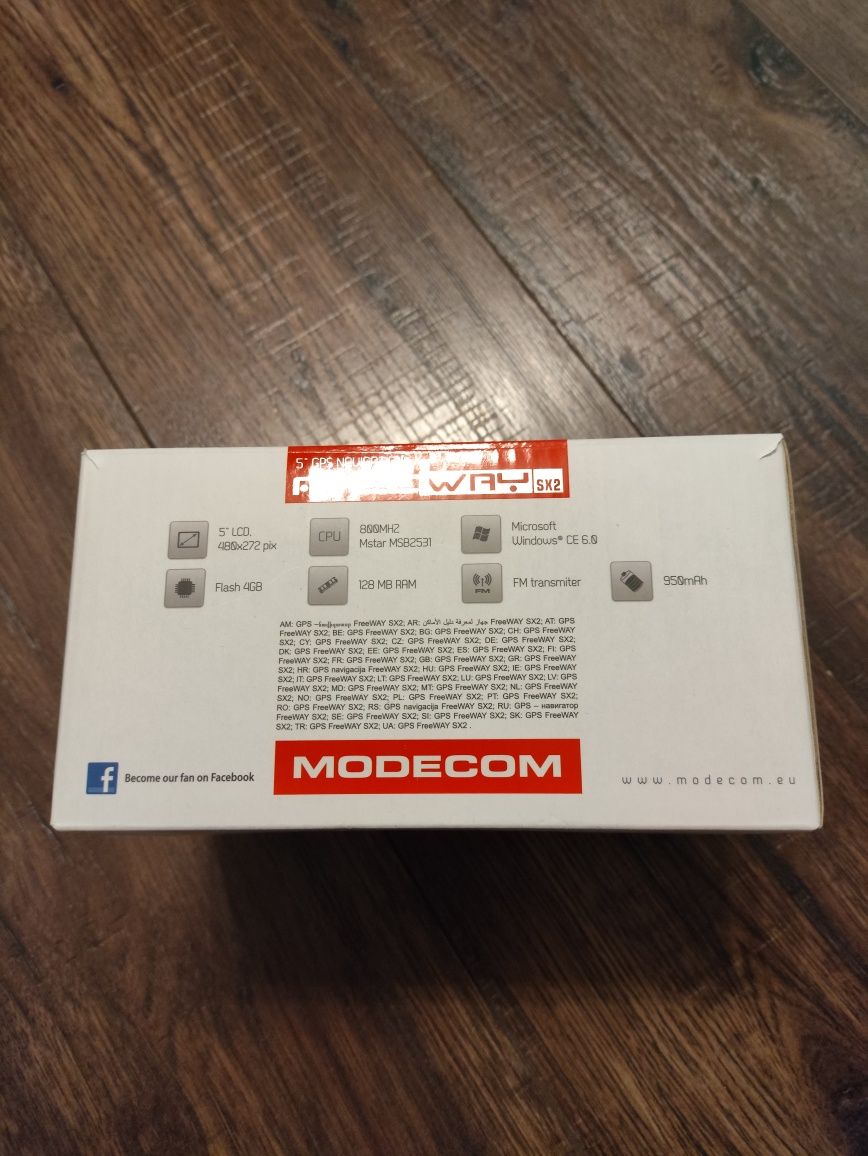 5" GPS
WAY SX2
5" LCD,
480x272 pix
CPU
800MHZ
Mstar MSB2531
Microsoft
Windows® CE 6.0
Flash 4GB
128 MB RAM
FM
FM transmiter
950mAh
AM: GPS FreeWAY SX2; AR: جهاز لمعرفة دليل الأماكن FreeWAY SX2; AT: GPS
FreeWAY SX2; BE: GPS FreeWAY SX2; BG: GPS FreeWAY SX2; CH: GPS FreeWAY
SX2; CY: GPS FreeWAY SX2; CZ: GPS FreeWAY SX2; DE: GPS FreeWAY SX2;
DK: GPS FreeWAY SX2; EE: GPS FreeWAY SX2; ES: GPS FreeWAY SX2; FI: GPS
FreeWAY SX2; FR: GPS FreeWAY SX2; GB: GPS FreeWAY SX2; GR: GPS FreeWAY
SX2; HR: GPS navigacija FreeWAY SX2; HU: GPS FreeWAY SX2; IE: GPS FreeWAY
SX2; IT: GPS FreeWAY SX2; LT: GPS FreeWAY SX2; LU: GPS FreeWAY SX2; LV: GPS
FreeWAY SX2; MD: GPS FreeWAY SX2; MT: GPS FreeWAY SX2; NL: GPS FreeWAY
SX2; NO: GPS FreeWAY SX2; PL: GPS FreeWAY SX2; PT: GPS FreeWAY SX2;
RO: GPS FreeWAY SX2; RS: GPS navigacija FreeWAY SX2; RU: GPS – навигатор
FreeWAY SX2; SE: GPS FreeWAY SX2; SI: GPS FreeWAY SX2; SK: GPS FreeWAY
SX2; TR: GPS FreeWAY SX2; UA: GPS FreeWAY SX2 .
f
Become our fan on Facebook
MODECOM
www.modecom.eu